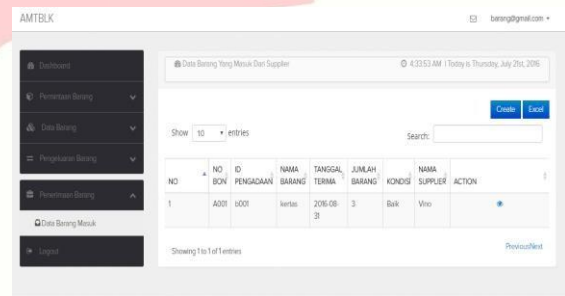 AMTBLK barang@gmail.com
Dashboard
Permintaan Barang
Data Barang
Pengeluaran Barang
Penerimaan Barang
Data Barang Masuk
Logout
Data Barang Yang Masuk Dari Supplier 4:33:53 AM I Today is Thursday, July 21st, 2016
Create Excel
Show 10 entries Search:
NO NO BON ID PENGADAAN NAMA BARANG TANGGAL TERIMA JUMLAH BARANG KONDISI NAMA SUPPLIER ACTION
1 A001 b001 kertas 2016-08-31 3 Baik Vino
Showing 1 to 1 of 1 entries PreviousNext